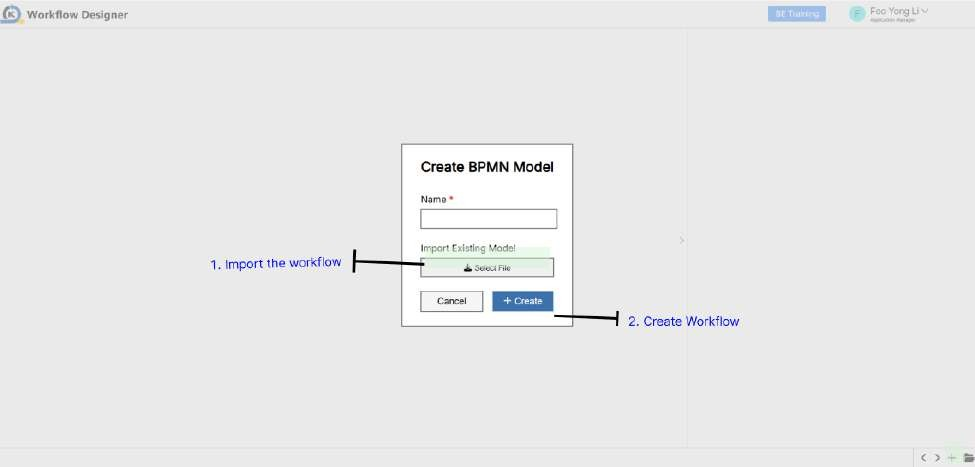 Workflow Designer
SE Training
F
Foo Yong Li
Application Manager
Create BPMN Model
Name *
Import Existing Model
1. Import the workflow
Select File
Cancel
+ Create
2. Create Workflow